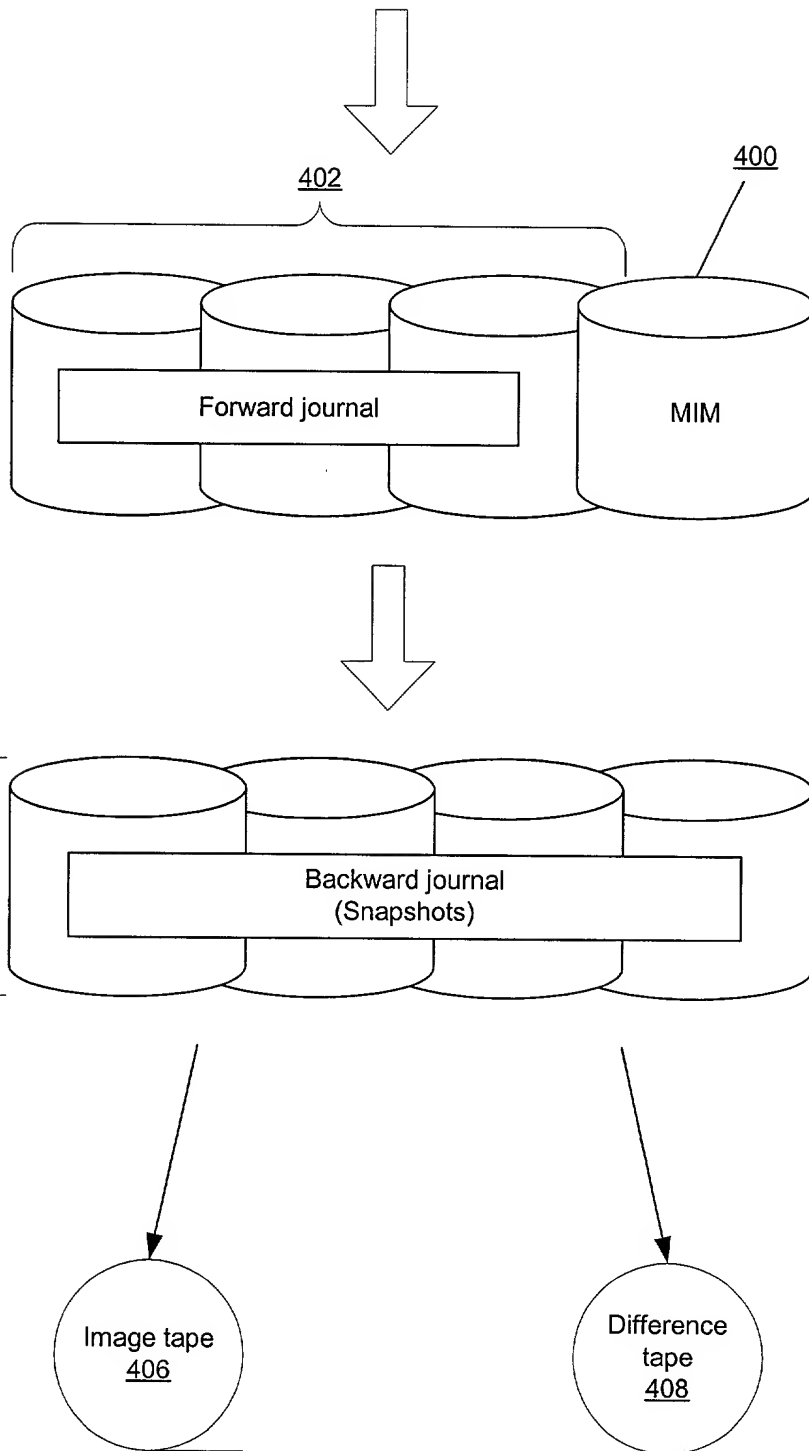 402
400
Forward journal
MIM
Backward journal
(Snapshots)
Image tape
406
Difference
tape
408